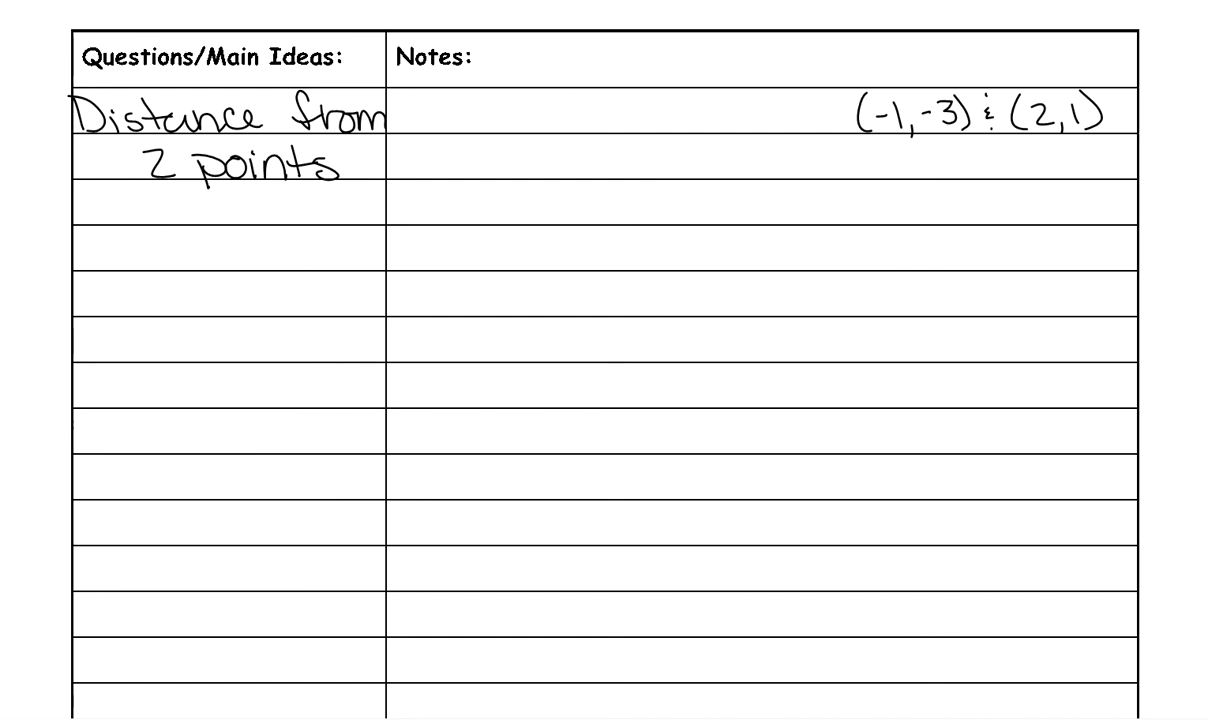 Questions/Main Ideas:
Notes:
Distance from
(-1,-3) & (2,1)
2 points